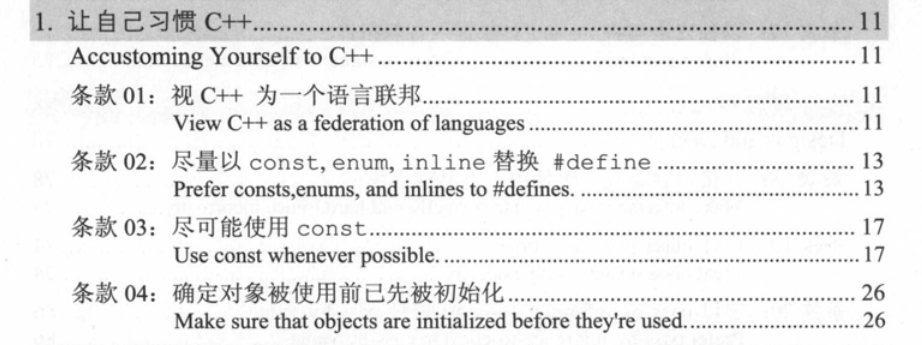 1. 让自己习惯 C++...........................................................................11
Accustoming Yourself to C++...........................................................11
条款 01：视 C++ 为一个语言联邦......................................................11
View C++ as a federation of languages..........................................11
条款 02：尽量以 const, enum, inline 替换 #define.........................13
Prefer consts,enums, and inlines to #defines...................................13
条款 03：尽可能使用 const...............................................................17
Use const whenever possible..........................................................17
条款 04：确定对象被使用前已先被初始化............................................26
Make sure that objects are initialized before they're used.........................26